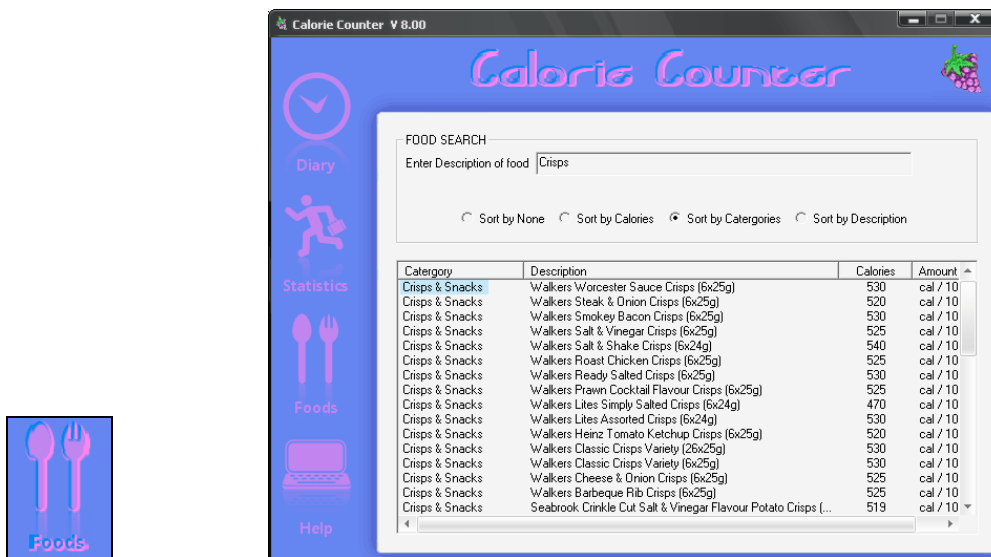 Calorie Counter V 8.00
Calorie Counter
Diary
Statistics
Foods
Help
FOOD SEARCH
Enter Description of food Crisps
Sort by None Sort by Calories Sort by Catergories Sort by Description
Catergory Description Calories Amount
Crisps & Snacks Walkers Worcester Sauce Crisps (6x25g) 530 cal / 10
Crisps & Snacks Walkers Steak & Onion Crisps (6x25g) 520 cal / 10
Crisps & Snacks Walkers Smokey Bacon Crisps (6x25g) 530 cal / 10
Crisps & Snacks Walkers Salt & Vinegar Crisps (6x25g) 525 cal / 10
Crisps & Snacks Walkers Salt & Shake Crisps (6x24g) 540 cal / 10
Crisps & Snacks Walkers Roast Chicken Crisps (6x25g) 525 cal / 10
Crisps & Snacks Walkers Ready Salted Crisps (6x25g) 530 cal / 10
Crisps & Snacks Walkers Prawn Cocktail Flavour Crisps (6x25g) 525 cal / 10
Crisps & Snacks Walkers Lites Simply Salted Crisps (6x24g) 470 cal / 10
Crisps & Snacks Walkers Lites Assorted Crisps (6x24g) 530 cal / 10
Crisps & Snacks Walkers Heinz Tomato Ketchup Crisps (6x25g) 520 cal / 10
Crisps & Snacks Walkers Classic Crisps Variety (26x25g) 530 cal / 10
Crisps & Snacks Walkers Classic Crisps Variety (6x25g) 530 cal / 10
Crisps & Snacks Walkers Cheese & Onion Crisps (6x25g) 525 cal / 10
Crisps & Snacks Walkers Barbeque Rib Crisps (6x25g) 525 cal / 10
Crisps & Snacks Seabrook Crinkle Cut Salt & Vinegar Flavour Potato Crisps (... 519 cal / 10
Foods